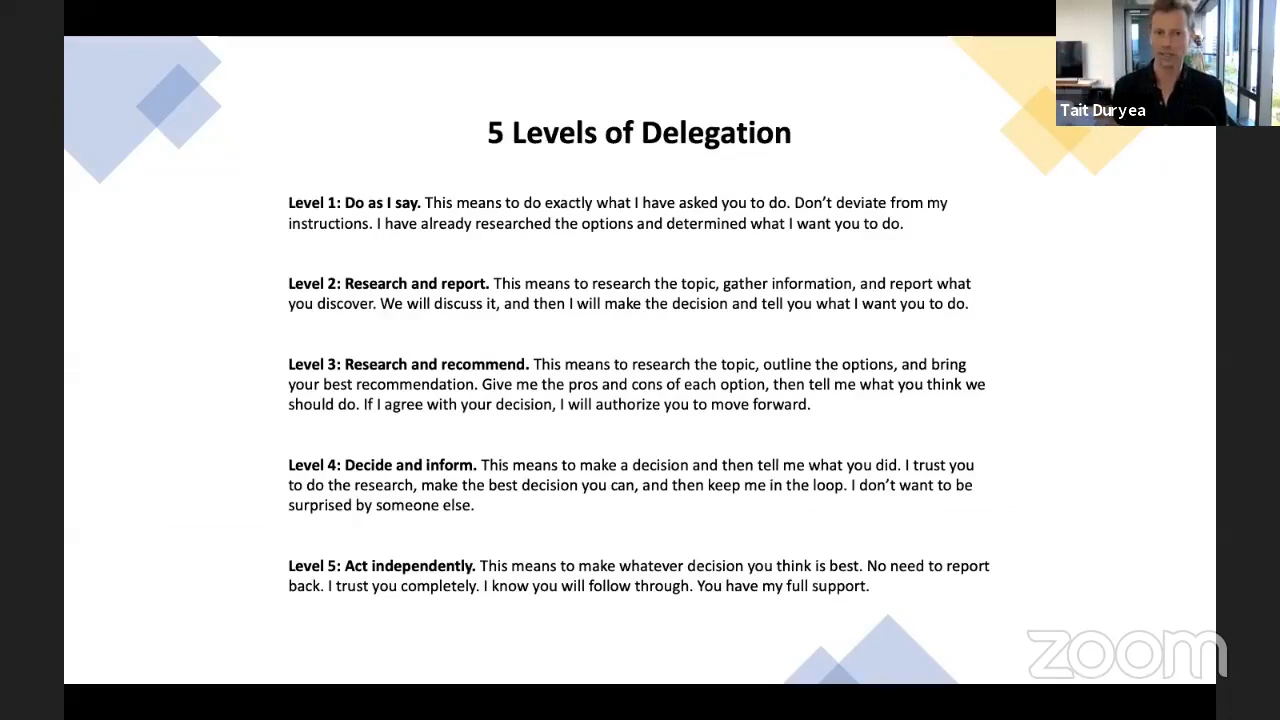 Tait Duryea
5 Levels of Delegation
Level 1: Do as I say. This means to do exactly what I have asked you to do. Don’t deviate from my
instructions. I have already researched the options and determined what I want you to do.
Level 2: Research and report. This means to research the topic, gather information, and report what
you discover. We will discuss it, and then I will make the decision and tell you what I want you to do.
Level 3: Research and recommend. This means to research the topic, outline the options, and bring
your best recommendation. Give me the pros and cons of each option, then tell me what you think we
should do. If I agree with your decision, I will authorize you to move forward.
Level 4: Decide and inform. This means to make a decision and then tell me what you did. I trust you
to do the research, make the best decision you can, and then keep me in the loop. I don’t want to be
surprised by someone else.
Level 5: Act independently. This means to make whatever decision you think is best. No need to report
back. I trust you completely. I know you will follow through. You have my full support.
zoom